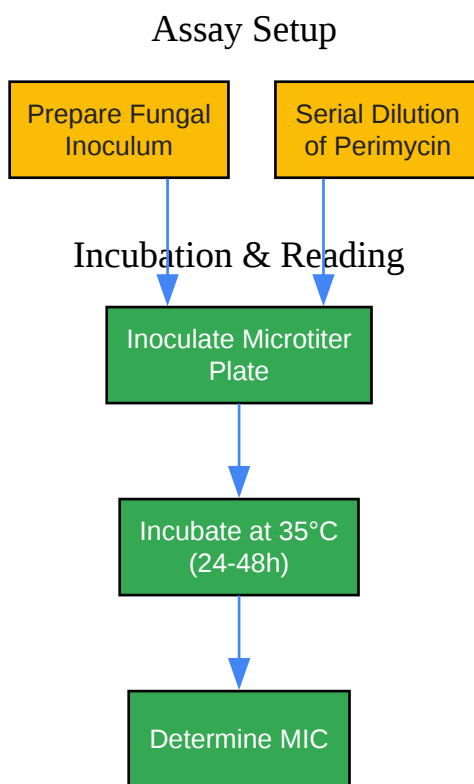 Assay Setup
Prepare Fungal
Inoculum
Serial Dilution
of Perimycin
Incubation & Reading
Inoculate Microtiter
Plate
Incubate at 35°C
(24-48h)
Determine MIC